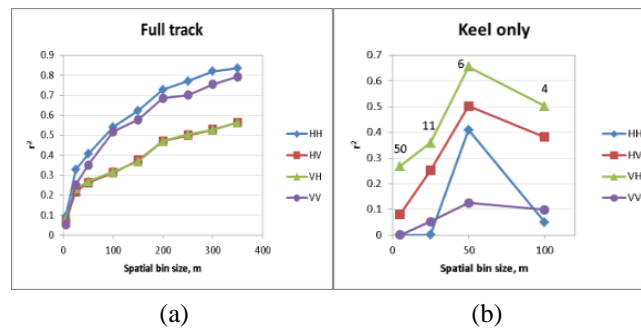 Full track
0.9
0.8
0.7
0.6
0.5
0.4
0.3
0.2
0.1
0
r²
0 100 200 300 400
Spatial bin size, m
HH
HV
VH
VV
Keel only
0.7
0.6
0.5
0.4
0.3
0.2
0.1
0
r²
50
11
6
4
0 50 100
Spatial bin size, m
HH
HV
VH
VV
(a) (b)